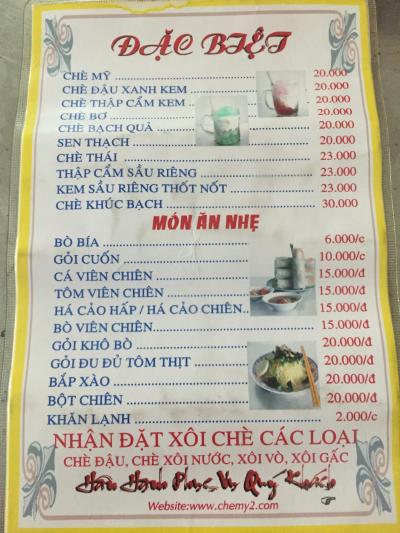 ĐẶC BIỆT
CHÈ MỸ 20.000
CHÈ ĐẬU XANH KEM 20.000
CHÈ THẬP CẨM KEM 20.000
CHÈ BƠ 20.000
CHÈ BẠCH QUẢ 20.000
SEN THẠCH 20.000
CHÈ THÁI 23.000
THẬP CẨM SẦU RIÊNG 23.000
KEM SẦU RIÊNG THỐT NỐT 23.000
CHÈ KHÚC BẠCH 30.000
MÓN ĂN NHẸ
BÒ BÍA 6.000/c
GỎI CUỐN 10.000/c
CÁ VIÊN CHIÊN 15.000/đ
TÔM VIÊN CHIÊN 15.000/đ
HÁ CẢO HẤP / HÁ CẢO CHIÊN 15.000/đ
BÒ VIÊN CHIÊN 15.000/đ
GỎI KHÔ BÒ 20.000/đ
GỎI ĐU ĐỦ TÔM THỊT 20.000/đ
BẮP XÀO 20.000/đ
BỘT CHIÊN 20.000/đ
KHĂN LẠNH 2.000/c
NHẬN ĐẶT XÔI CHÈ CÁC LOẠI
CHÈ ĐẬU, CHÈ XÔI NƯỚC, XÔI VÒ, XÔI GẤC
Hân Hạnh Phục Vụ Quý Khách
Website:www.chemy2.com